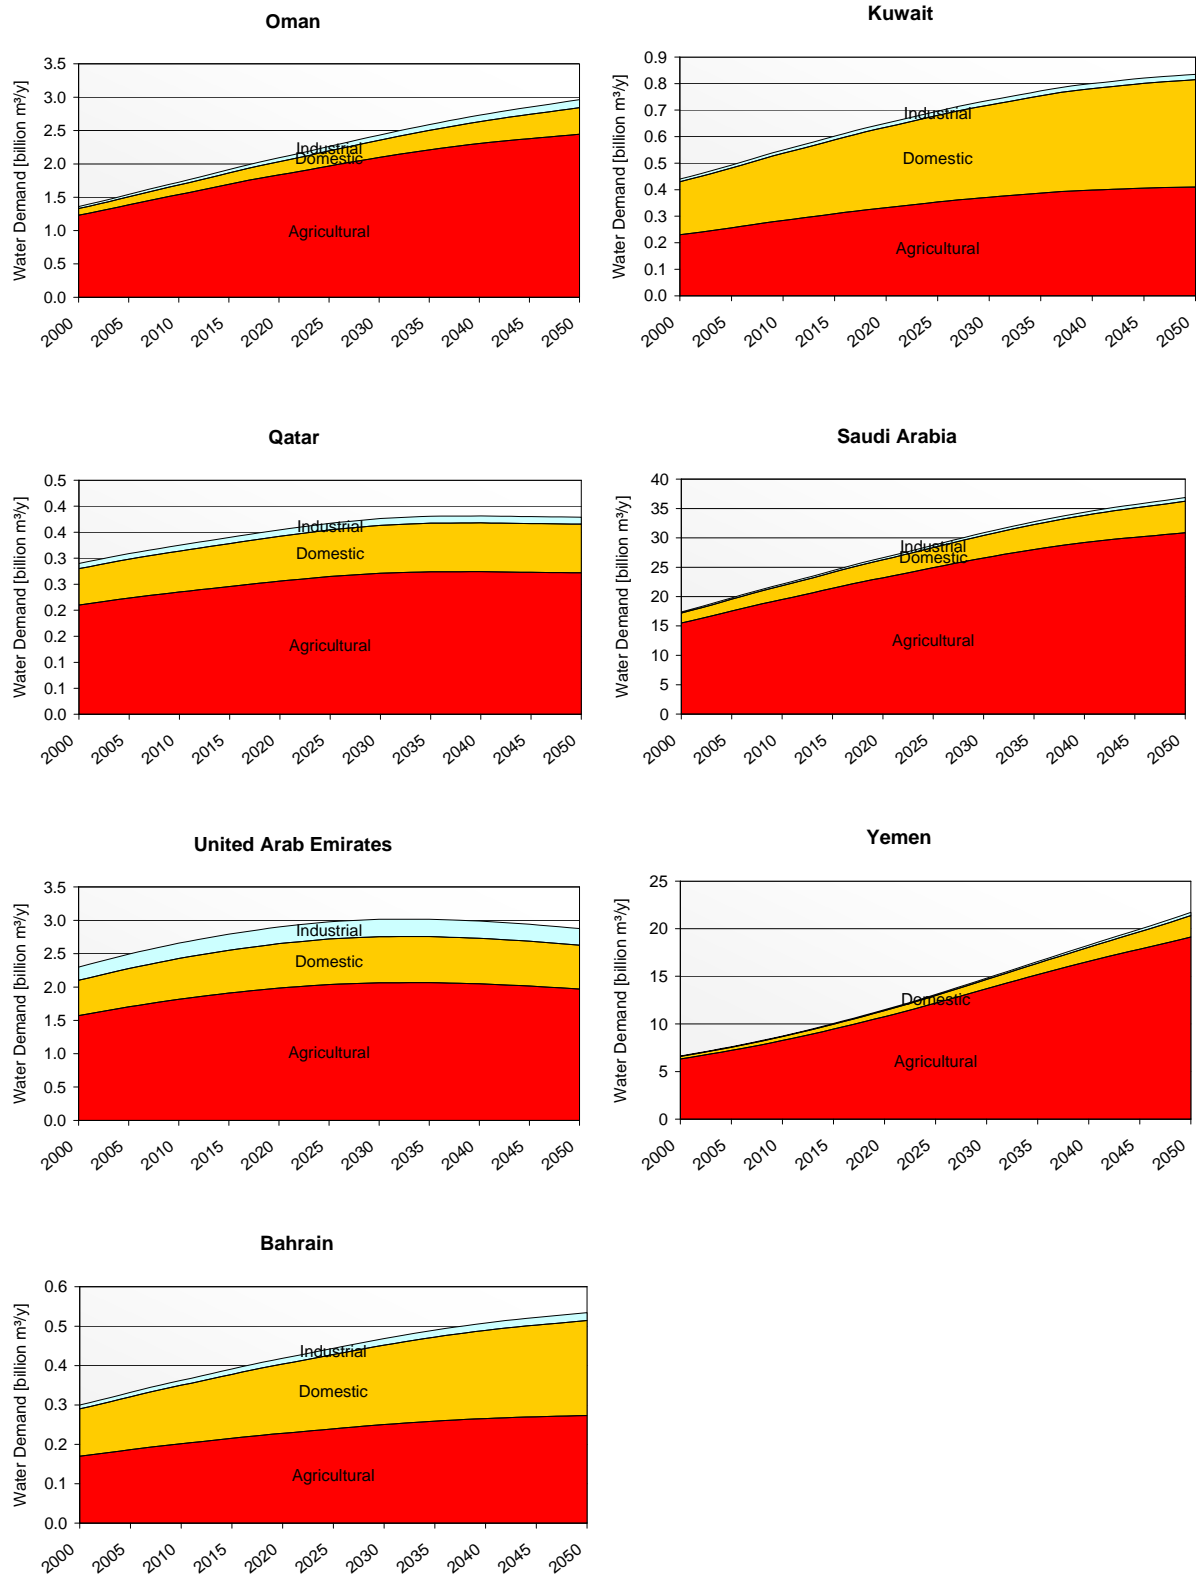 Oman
Water Demand [billion m³/y]
3.5
3.0
2.5
2.0
1.5
1.0
0.5
0.0
Industrial
Domestic
Agricultural
2000 2005 2010 2015 2020 2025 2030 2035 2040 2045 2050
Kuwait
Water Demand [billion m³/y]
0.9
0.8
0.7
0.6
0.5
0.4
0.3
0.2
0.1
0.0
Industrial
Domestic
Agricultural
2000 2005 2010 2015 2020 2025 2030 2035 2040 2045 2050
Qatar
Water Demand [billion m³/y]
0.5
0.4
0.4
0.3
0.3
0.2
0.2
0.1
0.1
0.0
Industrial
Domestic
Agricultural
2000 2005 2010 2015 2020 2025 2030 2035 2040 2045 2050
Saudi Arabia
Water Demand [billion m³/y]
40
35
30
25
20
15
10
5
0
Industrial
Domestic
Agricultural
2000 2005 2010 2015 2020 2025 2030 2035 2040 2045 2050
United Arab Emirates
Water Demand [billion m³/y]
3.5
3.0
2.5
2.0
1.5
1.0
0.5
0.0
Industrial
Domestic
Agricultural
2000 2005 2010 2015 2020 2025 2030 2035 2040 2045 2050
Yemen
Water Demand [billion m³/y]
25
20
15
10
5
0
Domestic
Agricultural
2000 2005 2010 2015 2020 2025 2030 2035 2040 2045 2050
Bahrain
Water Demand [billion m³/y]
0.6
0.5
0.4
0.3
0.2
0.1
0.0
Industrial
Domestic
Agricultural
2000 2005 2010 2015 2020 2025 2030 2035 2040 2045 2050